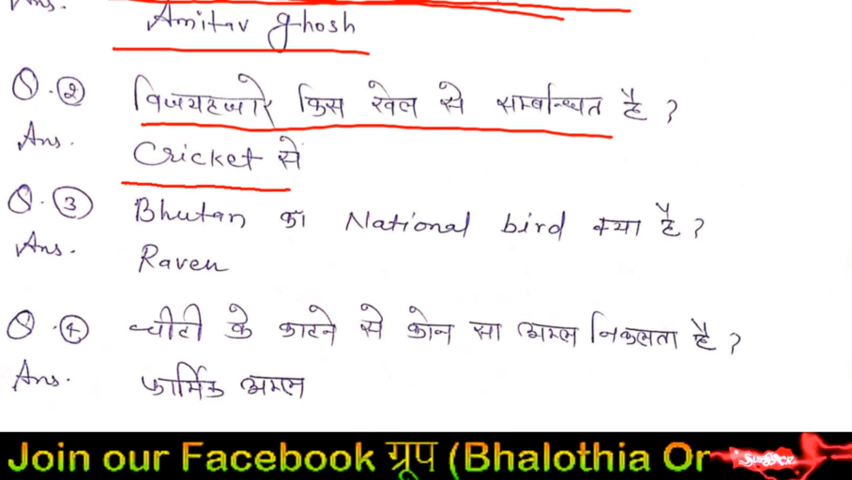 Ans.
Amitav ghosh
Q.② विजयहजारे किस खेल से सम्बन्धित है ?
Ans. Cricket से
Q.③ Bhutan का National bird क्या है ?
Ans. Raven
Q.④ चीटी के काटने से कोन सा अम्ल निकलता है ?
Ans. फार्मिक अम्ल
Join our Facebook ग्रूप (Bhalothia Or